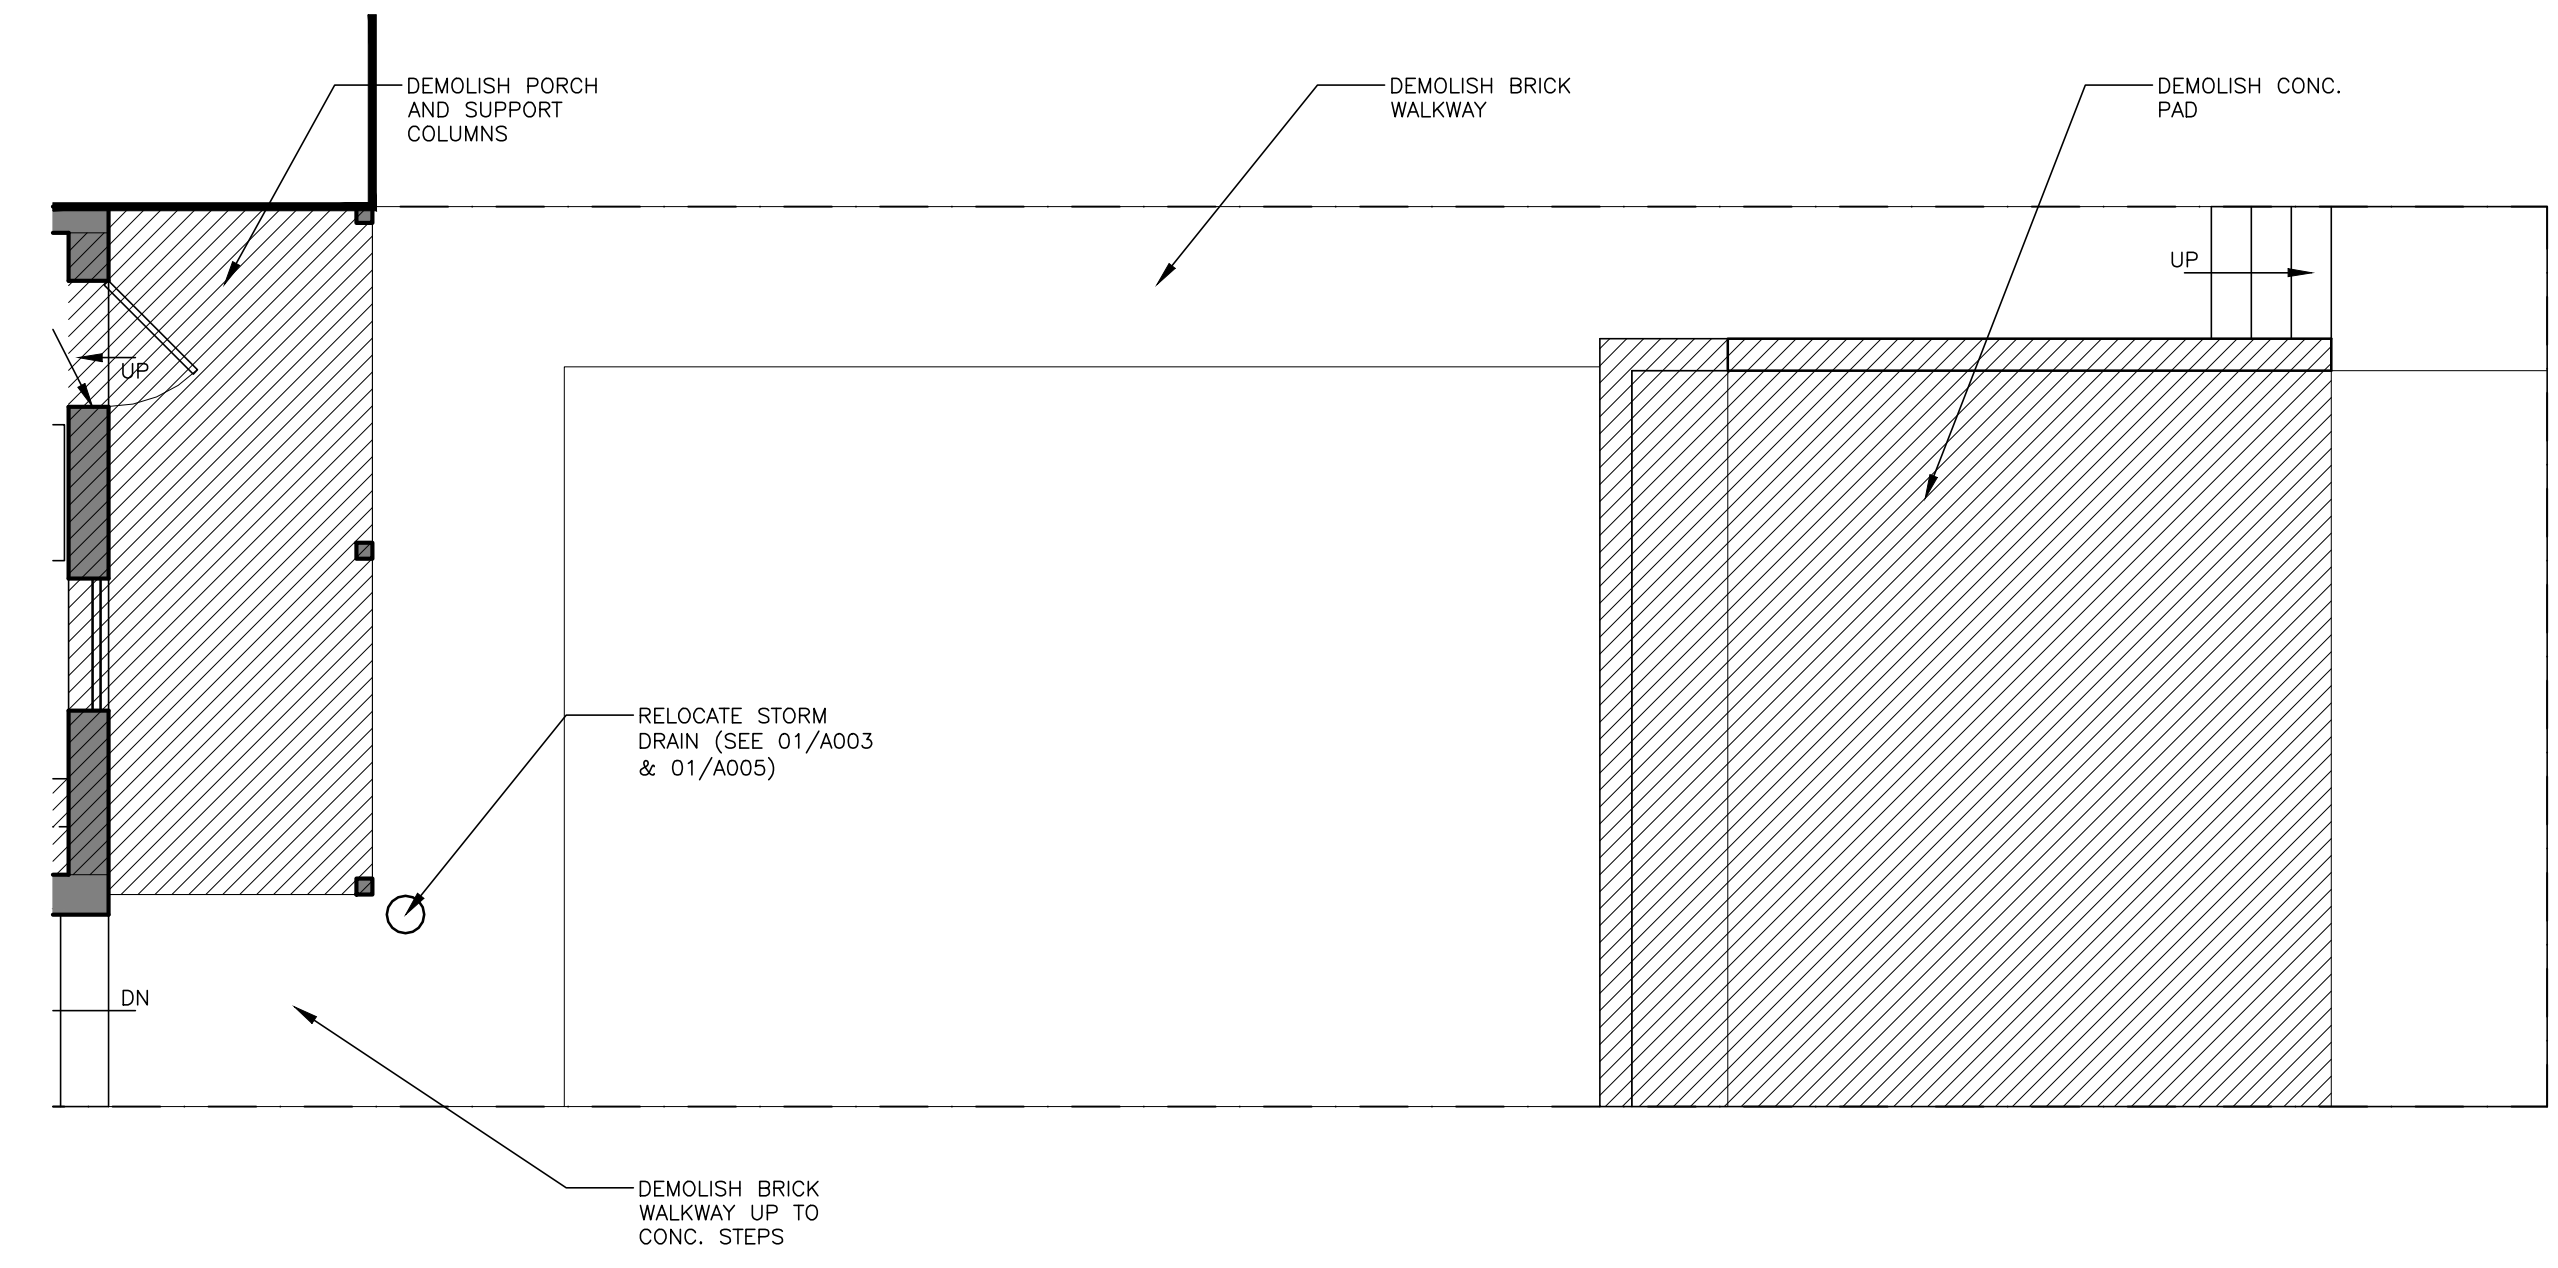 DEMOLISH PORCH
AND SUPPORT
COLUMNS
DEMOLISH BRICK
WALKWAY
DEMOLISH CONC.
PAD
UP
UP
RELOCATE STORM
DRAIN (SEE 01/A003
& 01/A005)
DN
DEMOLISH BRICK
WALKWAY UP TO
CONC. STEPS